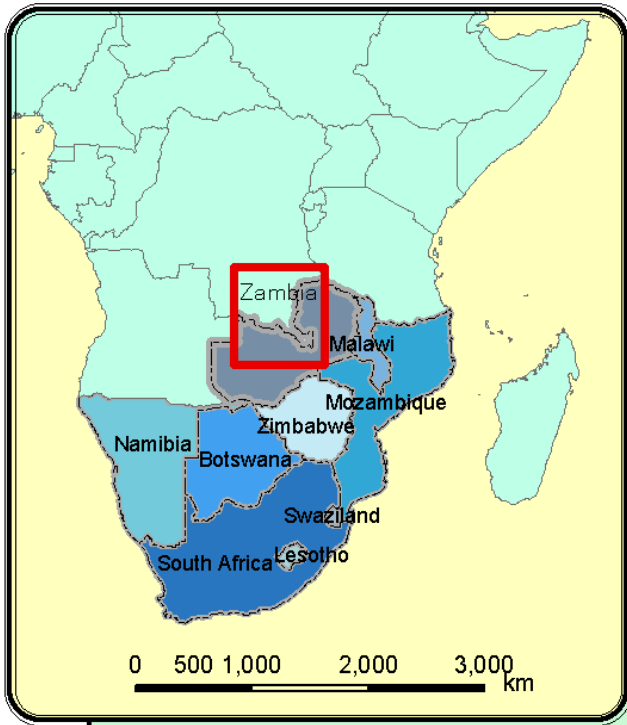 Zambia
Malawi
Mozambique
Zimbabwe
Namibia
Botswana
Swaziland
Lesotho
South Africa
0 500 1,000 2,000 3,000
km